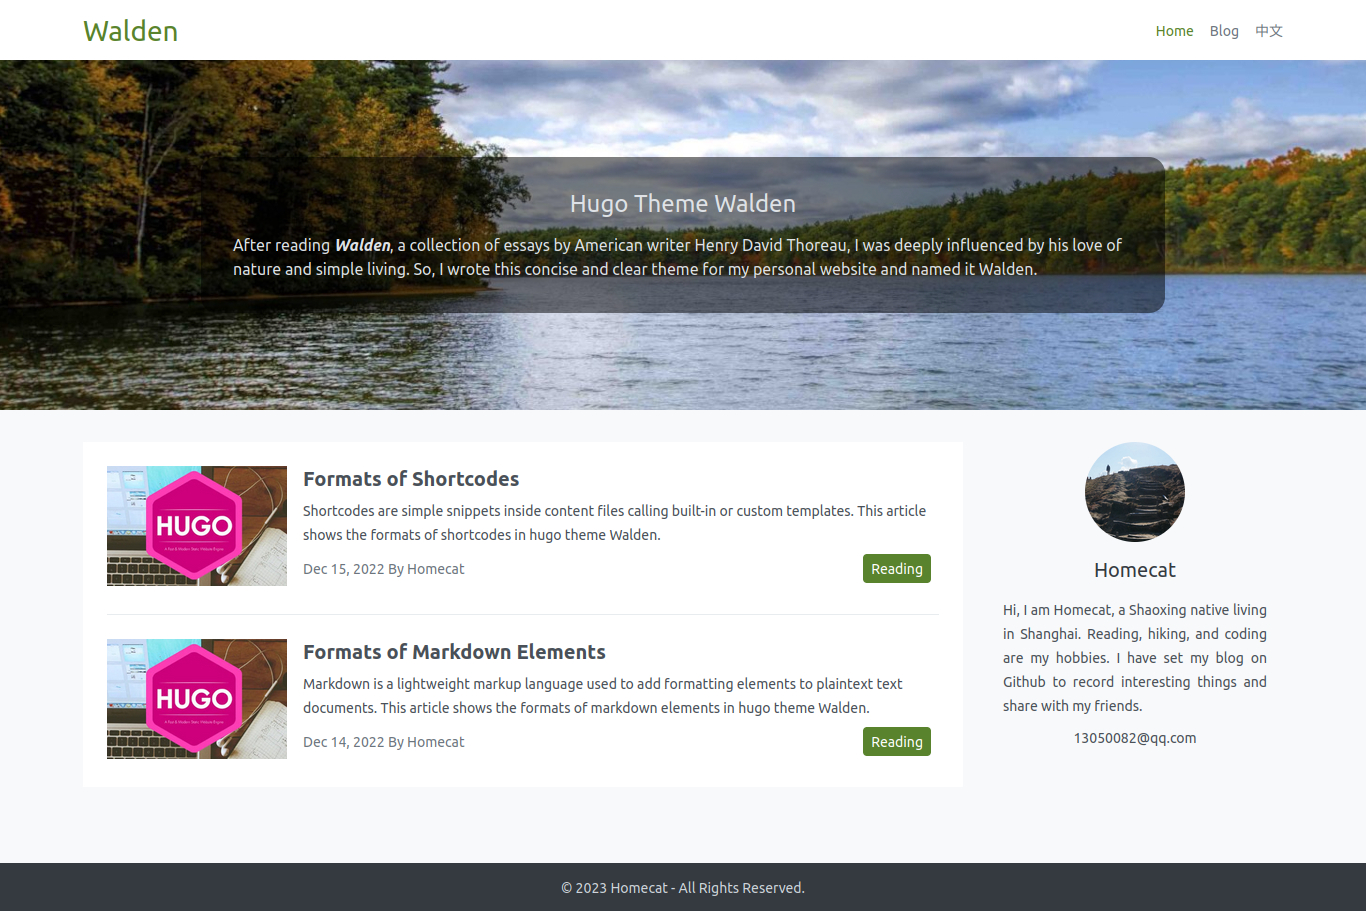 Walden
Home Blog 中文
Hugo Theme Walden
After reading Walden, a collection of essays by American writer Henry David Thoreau, I was deeply influenced by his love of
nature and simple living. So, I wrote this concise and clear theme for my personal website and named it Walden.
HUGO
Formats of Shortcodes
Shortcodes are simple snippets inside content files calling built-in or custom templates. This article
shows the formats of shortcodes in hugo theme Walden.
Dec 15, 2022 By Homecat
Reading
HUGO
Formats of Markdown Elements
Markdown is a lightweight markup language used to add formatting elements to plaintext text
documents. This article shows the formats of markdown elements in hugo theme Walden.
Dec 14, 2022 By Homecat
Reading
Homecat
Hi, I am Homecat, a Shaoxing native living
in Shanghai. Reading, hiking, and coding
are my hobbies. I have set my blog on
Github to record interesting things and
share with my friends.
13050082@qq.com
© 2023 Homecat - All Rights Reserved.